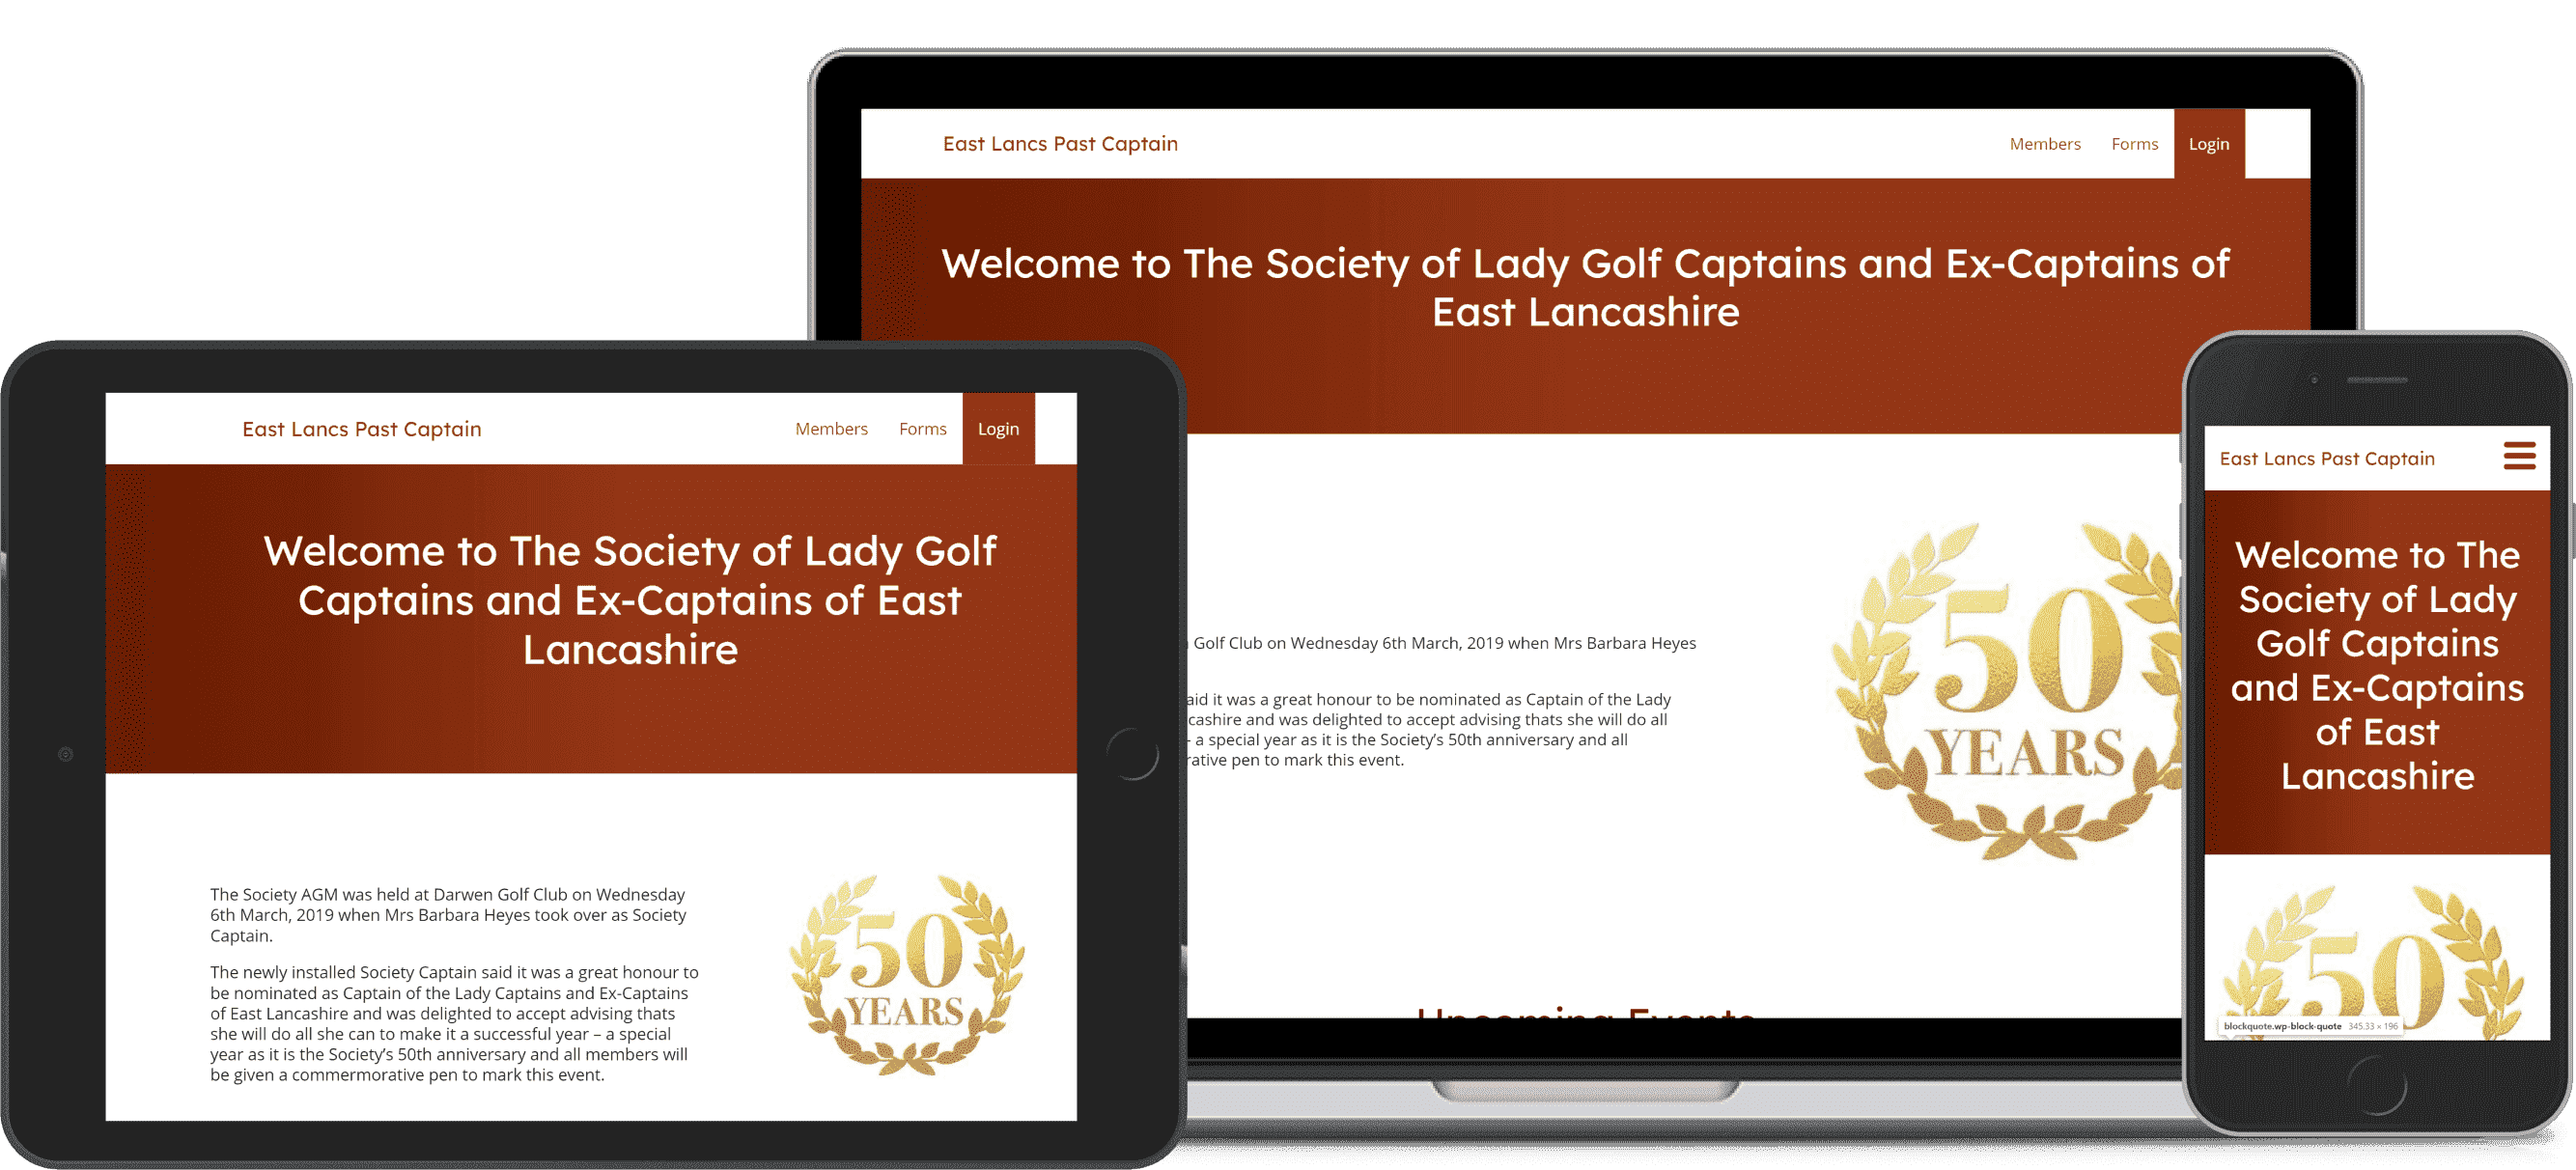 East Lancs Past Captain
Members Forms Login
Welcome to The Society of Lady Golf Captains and Ex-Captains of
East Lancashire
Golf Club on Wednesday 6th March, 2019 when Mrs Barbara Heyes
aid it was a great honour to be nominated as Captain of the Lady
cashire and was delighted to accept advising thats she will do all
– a special year as it is the Society’s 50th anniversary and all
rative pen to mark this event.
50
YEARS
Upcoming Events
East Lancs Past Captain
Members Forms Login
Welcome to The Society of Lady Golf
Captains and Ex-Captains of East
Lancashire
The Society AGM was held at Darwen Golf Club on Wednesday
6th March, 2019 when Mrs Barbara Heyes took over as Society
Captain.
The newly installed Society Captain said it was a great honour to
be nominated as Captain of the Lady Captains and Ex-Captains
of East Lancashire and was delighted to accept advising thats
she will do all she can to make it a successful year – a special
year as it is the Society’s 50th anniversary and all members will
be given a commermorative pen to mark this event.
50
YEARS
East Lancs Past Captain
Welcome to The
Society of Lady
Golf Captains
and Ex-Captains
of East
Lancashire
50
blockquote.wp-block-quote 345.33 × 196